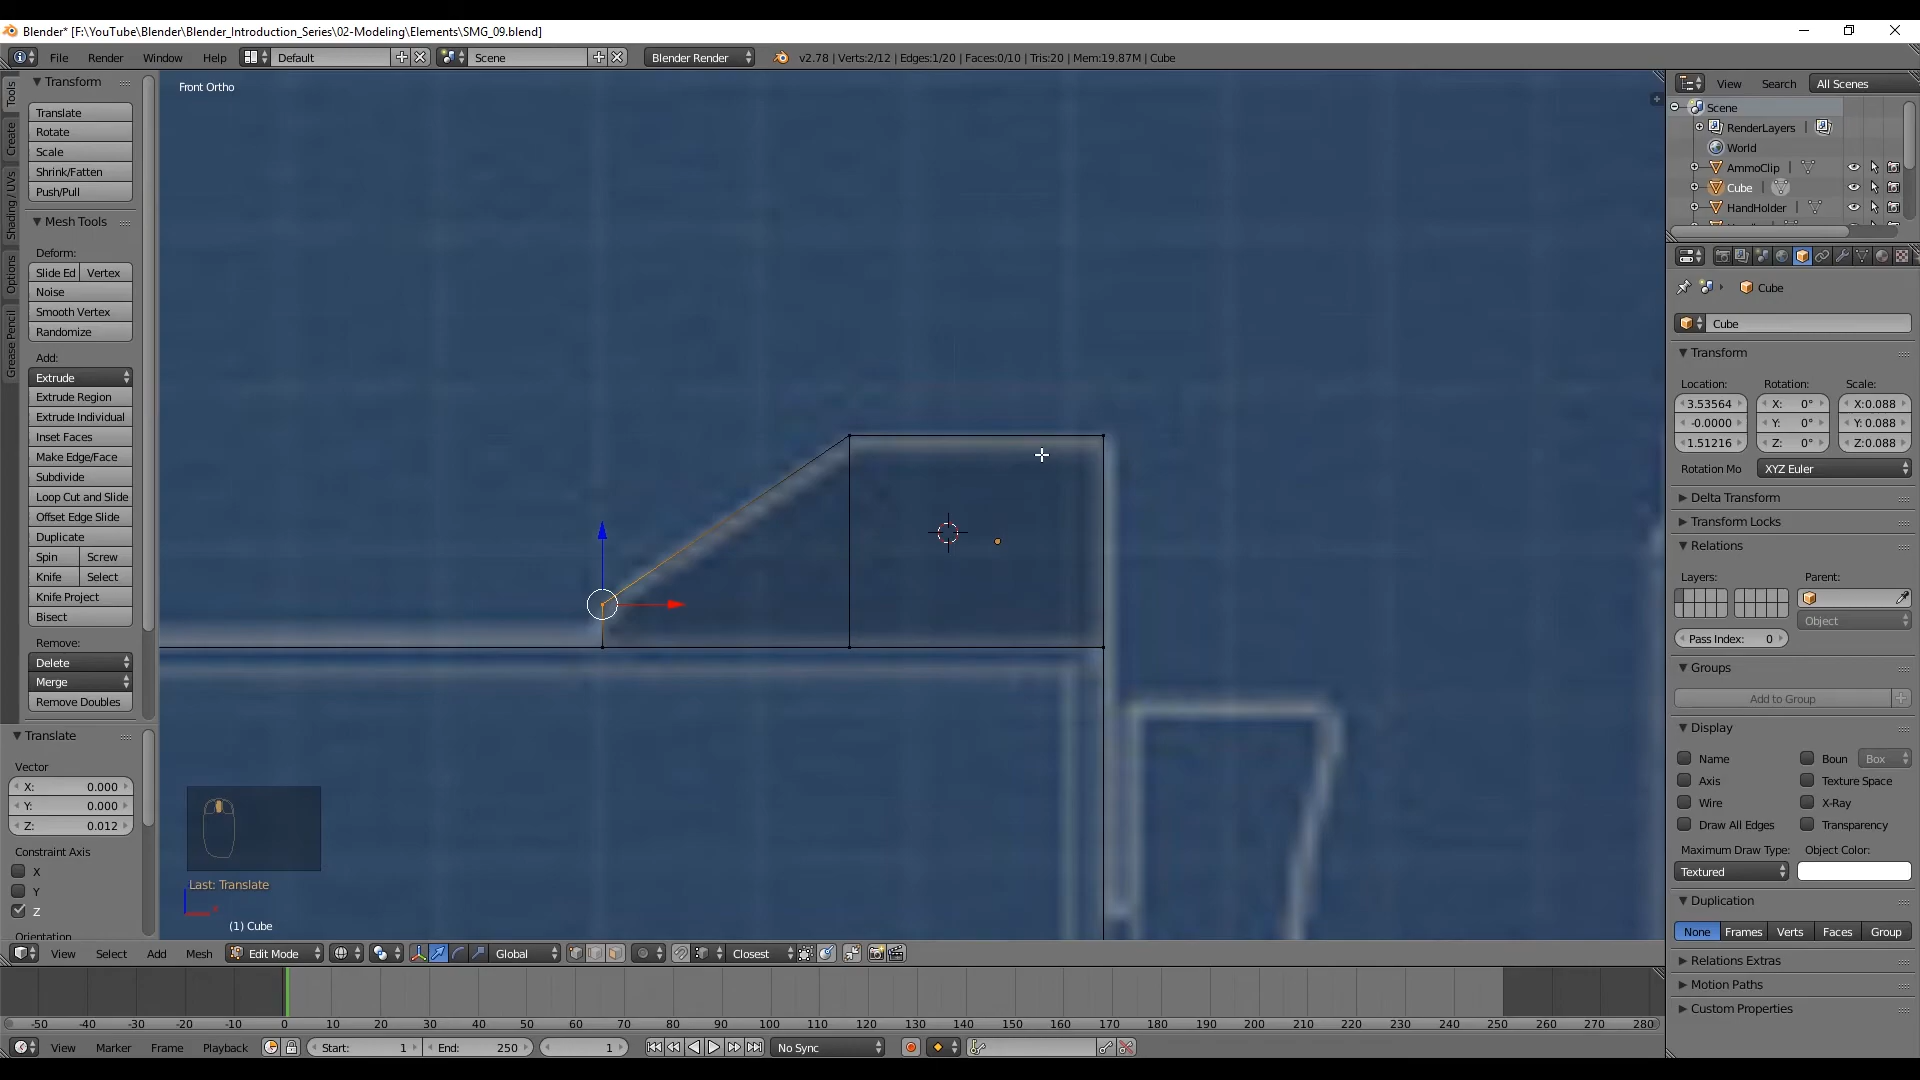 Blender* [F:\YouTube\Blender\Blender_Introduction_Series\02-Modeling\Elements\SMG_09.blend]
File Render Window Help Default Scene Blender Render v2.78 | Verts:2/12 | Edges:1/20 | Faces:0/10 | Tris:20 | Mem:19.87M | Cube
Tools
Create
Shading / UVs
Options
Grease Pencil
Transform
Translate
Rotate
Scale
Shrink/Fatten
Push/Pull
Mesh Tools
Deform:
Slide Ed Vertex
Noise
Smooth Vertex
Randomize
Add:
Extrude
Extrude Region
Extrude Individual
Inset Faces
Make Edge/Face
Subdivide
Loop Cut and Slide
Offset Edge Slide
Duplicate
Spin Screw
Knife Select
Knife Project
Bisect
Remove:
Delete
Merge
Remove Doubles
Translate
Vector
X: 0.000
Y: 0.000
Z: 0.012
Constraint Axis
X
Y
Z
Orientation
Front Ortho
Last: Translate
(1) Cube
View Select Add Mesh Edit Mode Global Closest
-50 -40 -30 -20 -10 0 10 20 30 40 50 60 70 80 90 100 110 120 130 140 150 160 170 180 190 200 210 220 230 240 250 260 270 280
View Marker Frame Playback Start: 1 End: 250 1 No Sync
View Search All Scenes
Scene
RenderLayers
World
AmmoClip
Cube
HandHolder
Cube
Cube
Transform
Location: Rotation: Scale:
3.53564 X: 0° X:0.088
-0.0000 Y: 0° Y:0.088
1.51216 Z: 0° Z:0.088
Rotation Mo XYZ Euler
Delta Transform
Transform Locks
Relations
Layers: Parent:
Object
Pass Index: 0
Groups
Add to Group
Display
Name Boun Box
Axis Texture Space
Wire X-Ray
Draw All Edges Transparency
Maximum Draw Type: Object Color:
Textured
Duplication
None Frames Verts Faces Group
Relations Extras
Motion Paths
Custom Properties